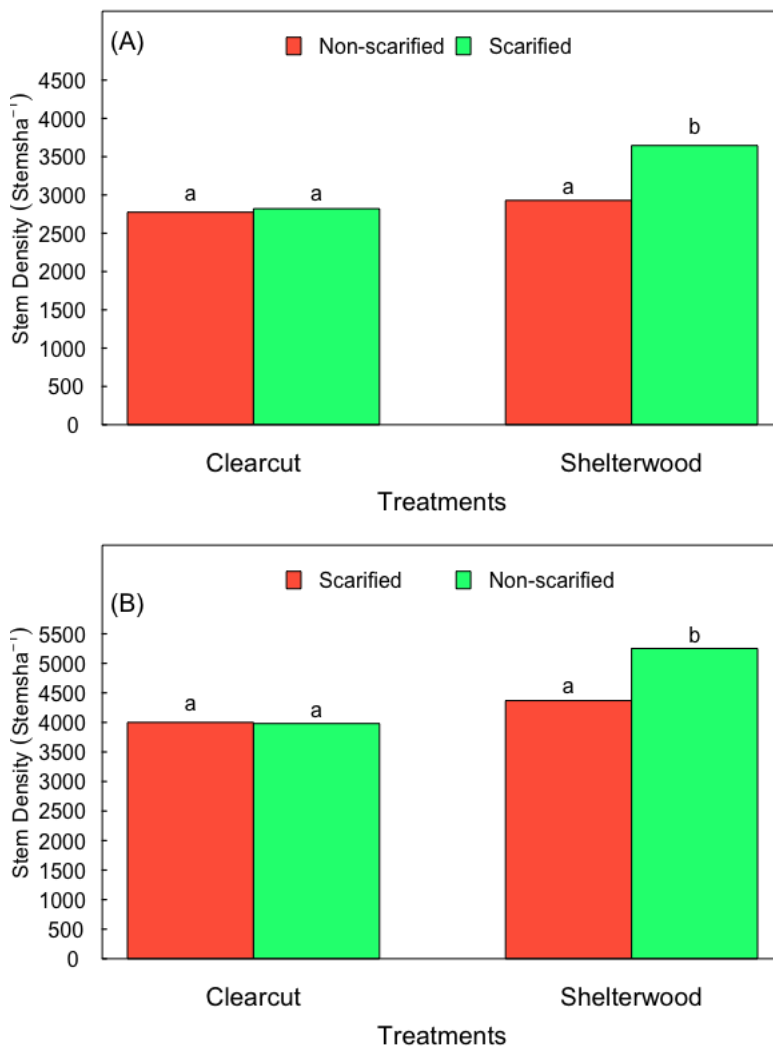 (A)
Non-scarified Scarified
4500
4000
3500
3000
2500
2000
1500
1000
500
0
Stem Density (Stemsha⁻¹)
a a a b
Clearcut Shelterwood
Treatments
(B)
Scarified Non-scarified
5500
5000
4500
4000
3500
3000
2500
2000
1500
1000
500
0
Stem Density (Stemsha⁻¹)
a a a b
Clearcut Shelterwood
Treatments